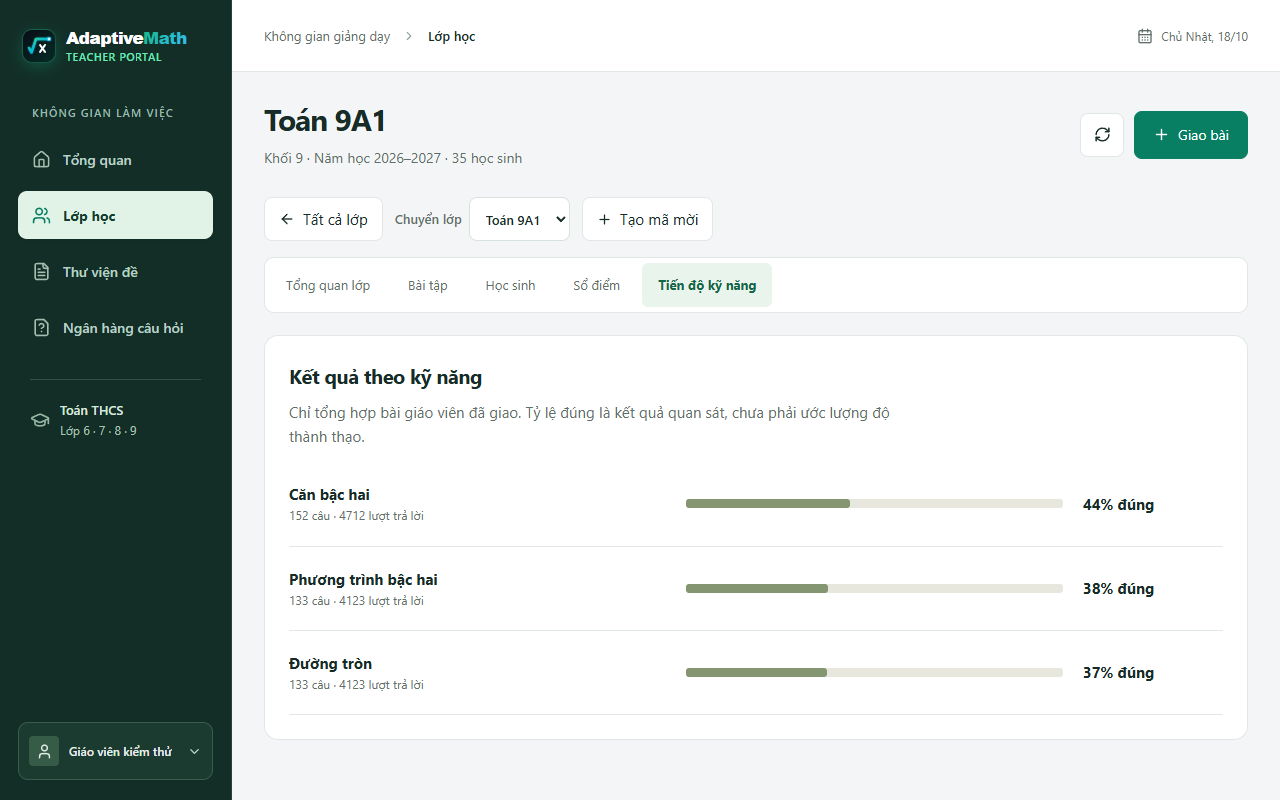 AdaptiveMath
TEACHER PORTAL
KHÔNG GIAN LÀM VIỆC
Tổng quan
Lớp học
Thư viện đề
Ngân hàng câu hỏi
Toán THCS
Lớp 6 · 7 · 8 · 9
Giáo viên kiểm thử
Không gian giảng dạy
Lớp học
Chủ Nhật, 18/10
Toán 9A1
Khối 9 · Năm học 2026–2027 · 35 học sinh
Giao bài
Tất cả lớp
Chuyển lớp
Toán 9A1
Tạo mã mời
Tổng quan lớp
Bài tập
Học sinh
Sổ điểm
Tiến độ kỹ năng
Kết quả theo kỹ năng
Chỉ tổng hợp bài giáo viên đã giao. Tỷ lệ đúng là kết quả quan sát, chưa phải ước lượng độ
thành thạo.
Căn bậc hai
152 câu · 4712 lượt trả lời
44% đúng
Phương trình bậc hai
133 câu · 4123 lượt trả lời
38% đúng
Đường tròn
133 câu · 4123 lượt trả lời
37% đúng